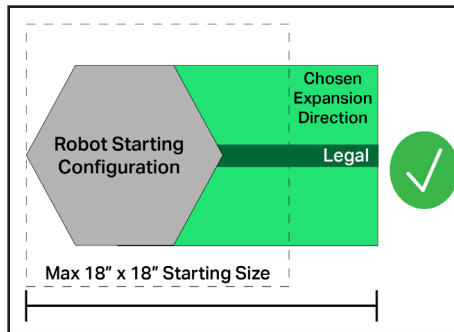 Chosen
Expansion
Direction
Robot Starting
Configuration
Legal
Max 18" x 18" Starting Size